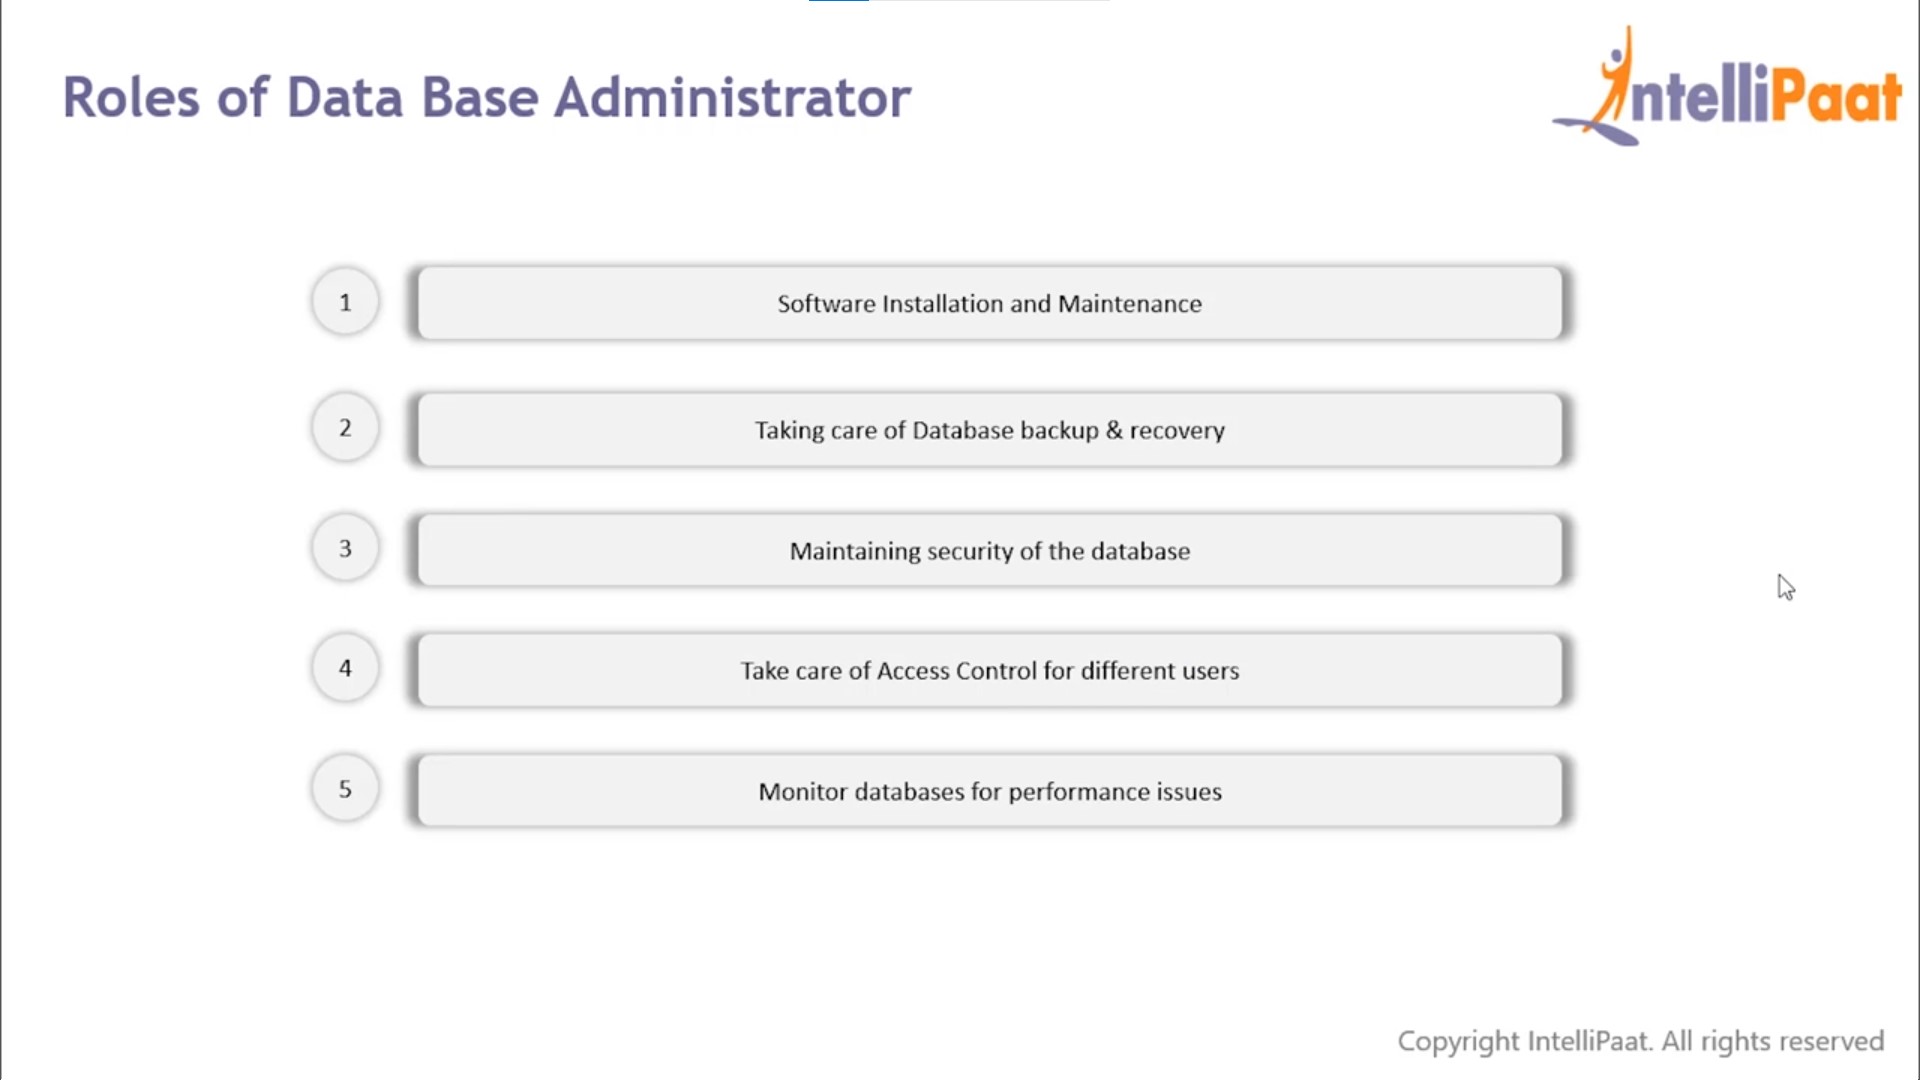 Roles of Data Base Administrator
IntelliPaat
1
Software Installation and Maintenance
2
Taking care of Database backup & recovery
3
Maintaining security of the database
4
Take care of Access Control for different users
5
Monitor databases for performance issues
Copyright IntelliPaat. All rights reserved